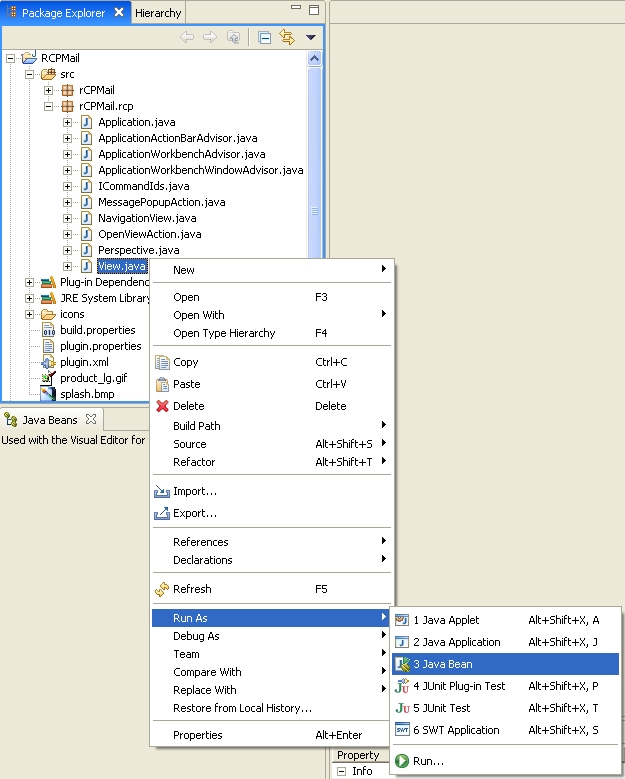 Package Explorer
Hierarchy
RCPMail
src
rCPMail
rCPMail.rcp
Application.java
ApplicationActionBarAdvisor.java
ApplicationWorkbenchAdvisor.java
ApplicationWorkbenchWindowAdvisor.java
ICommandIds.java
MessagePopupAction.java
NavigationView.java
OpenViewAction.java
Perspective.java
View.java
Plug-in Dependenc
JRE System Library
icons
build.properties
plugin.properties
plugin.xml
product_lg.gif
splash.bmp
Java Beans
Used with the Visual Editor for
New
Open F3
Open With
Open Type Hierarchy F4
Copy Ctrl+C
Paste Ctrl+V
Delete Delete
Build Path
Source Alt+Shift+S
Refactor Alt+Shift+T
Import...
Export...
References
Declarations
Refresh F5
Run As
Debug As
Team
Compare With
Replace With
Restore from Local History...
Properties Alt+Enter
1 Java Applet Alt+Shift+X, A
2 Java Application Alt+Shift+X, J
3 Java Bean
4 JUnit Plug-in Test Alt+Shift+X, P
5 JUnit Test Alt+Shift+X, T
6 SWT Application Alt+Shift+X, S
Run...
Property
Info